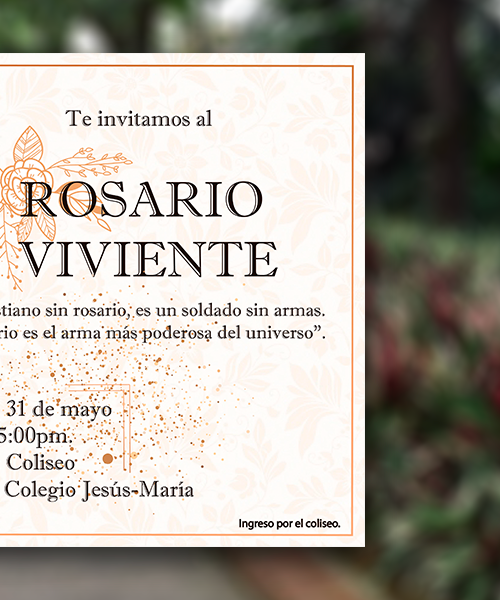 Te invitamos al
ROSARIO
VIVIENTE
stiano sin rosario, es un soldado sin armas.
rio es el arma más poderosa del universo”.
31 de mayo
5:00pm.
Coliseo
Colegio Jesús-María
Ingreso por el coliseo.